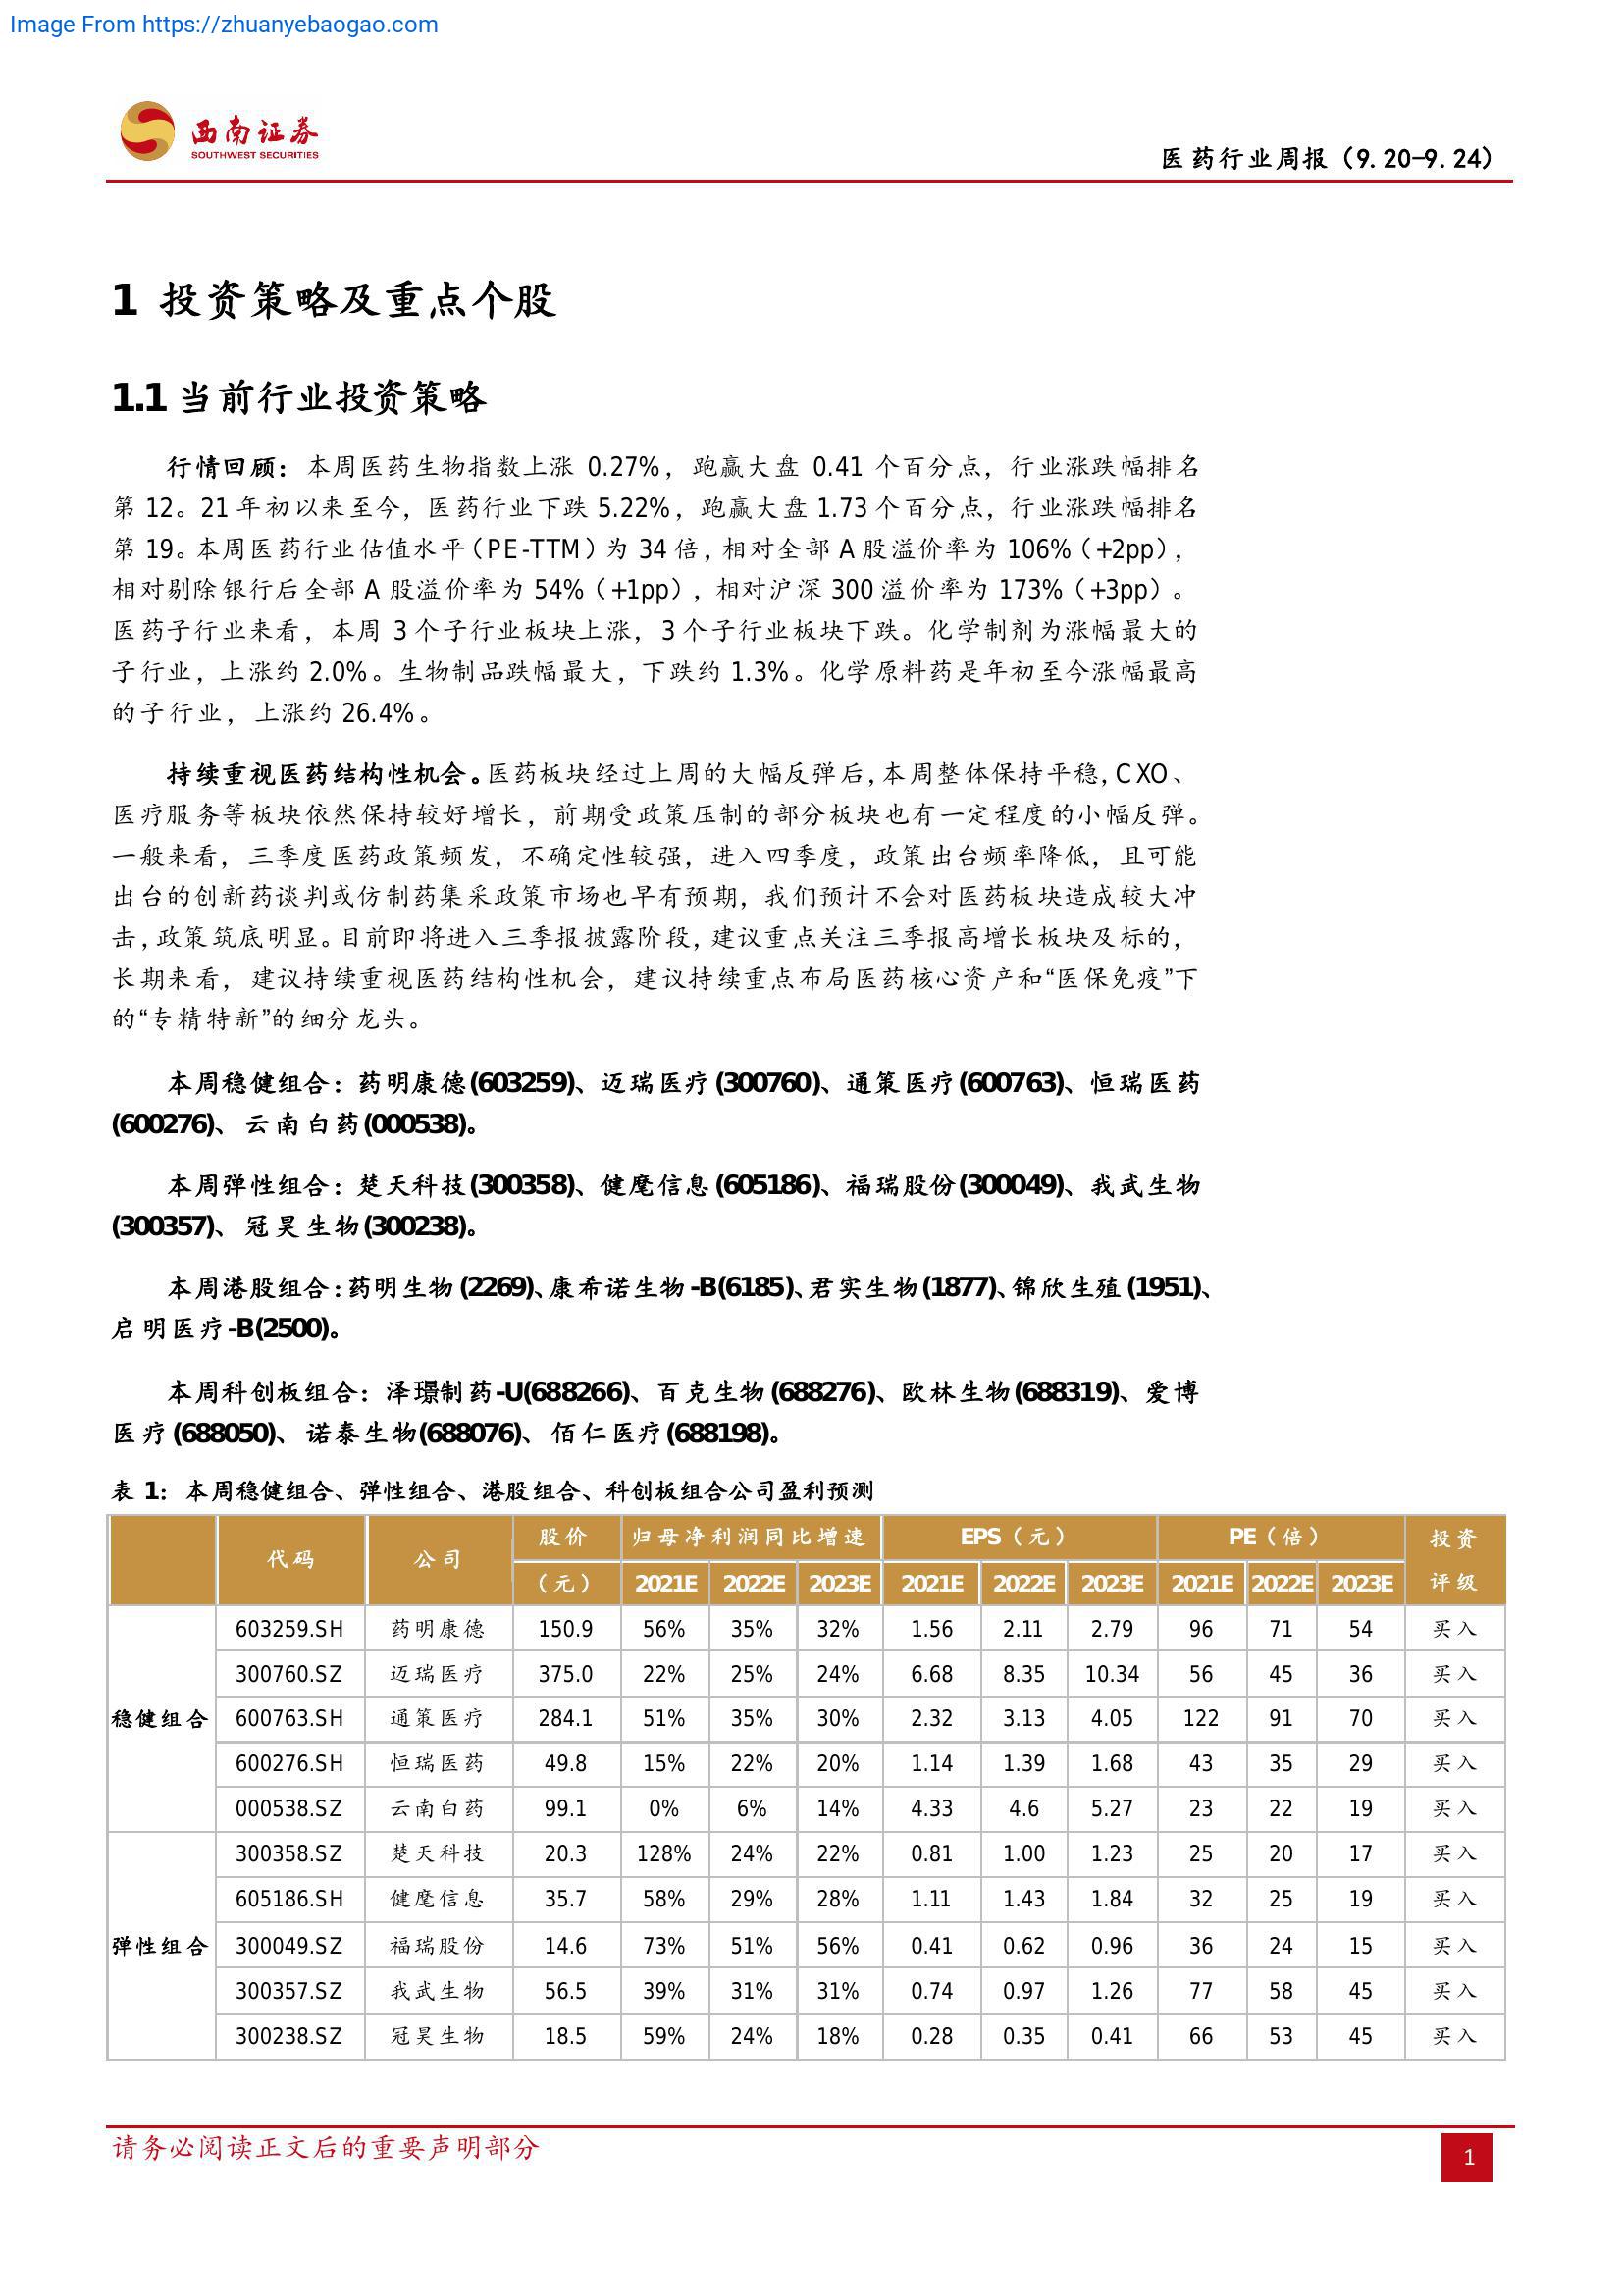 Image From https://zhuanyebaogao.com
西南证券
SOUTHWEST SECURITIES
医药行业周报（9.20-9.24）
1 投资策略及重点个股
1.1 当前行业投资策略
行情回顾：本周医药生物指数上涨 0.27%，跑赢大盘 0.41 个百分点，行业涨跌幅排名
第 12。21 年初以来至今，医药行业下跌 5.22%，跑赢大盘 1.73 个百分点，行业涨跌幅排名
第 19。本周医药行业估值水平（PE-TTM）为 34 倍，相对全部 A 股溢价率为 106%（+2pp），
相对剔除银行后全部 A 股溢价率为 54%（+1pp），相对沪深 300 溢价率为 173%（+3pp）。
医药子行业来看，本周 3 个子行业板块上涨，3 个子行业板块下跌。化学制剂为涨幅最大的
子行业，上涨约 2.0%。生物制品跌幅最大，下跌约 1.3%。化学原料药是年初至今涨幅最高
的子行业，上涨约 26.4%。
持续重视医药结构性机会。医药板块经过上周的大幅反弹后，本周整体保持平稳，CXO、
医疗服务等板块依然保持较好增长，前期受政策压制的部分板块也有一定程度的小幅反弹。
一般来看，三季度医药政策频发，不确定性较强，进入四季度，政策出台频率降低，且可能
出台的创新药谈判或仿制药集采政策市场也早有预期，我们预计不会对医药板块造成较大冲
击，政策筑底明显。目前即将进入三季报披露阶段，建议重点关注三季报高增长板块及标的，
长期来看，建议持续重视医药结构性机会，建议持续重点布局医药核心资产和“医保免疫”下
的“专精特新”的细分龙头。
本周稳健组合：药明康德(603259)、迈瑞医疗(300760)、通策医疗(600763)、恒瑞医药
(600276)、云南白药(000538)。
本周弹性组合：楚天科技(300358)、健麾信息(605186)、福瑞股份(300049)、我武生物
(300357)、冠昊生物(300238)。
本周港股组合：药明生物(2269)、康希诺生物-B(6185)、君实生物(1877)、锦欣生殖(1951)、
启明医疗-B(2500)。
本周科创板组合：泽璟制药-U(688266)、百克生物(688276)、欧林生物(688319)、爱博
医疗(688050)、诺泰生物(688076)、佰仁医疗(688198)。
表 1：本周稳健组合、弹性组合、港股组合、科创板组合公司盈利预测
代码 公司 股价 归母净利润同比增速 EPS（元） PE（倍） 投资
（元） 2021E 2022E 2023E 2021E 2022E 2023E 2021E 2022E 2023E 评级
603259.SH 药明康德 150.9 56% 35% 32% 1.56 2.11 2.79 96 71 54 买入
300760.SZ 迈瑞医疗 375.0 22% 25% 24% 6.68 8.35 10.34 56 45 36 买入
稳健组合 600763.SH 通策医疗 284.1 51% 35% 30% 2.32 3.13 4.05 122 91 70 买入
600276.SH 恒瑞医药 49.8 15% 22% 20% 1.14 1.39 1.68 43 35 29 买入
000538.SZ 云南白药 99.1 0% 6% 14% 4.33 4.6 5.27 23 22 19 买入
300358.SZ 楚天科技 20.3 128% 24% 22% 0.81 1.00 1.23 25 20 17 买入
605186.SH 健麾信息 35.7 58% 29% 28% 1.11 1.43 1.84 32 25 19 买入
弹性组合 300049.SZ 福瑞股份 14.6 73% 51% 56% 0.41 0.62 0.96 36 24 15 买入
300357.SZ 我武生物 56.5 39% 31% 31% 0.74 0.97 1.26 77 58 45 买入
300238.SZ 冠昊生物 18.5 59% 24% 18% 0.28 0.35 0.41 66 53 45 买入
请务必阅读正文后的重要声明部分
1